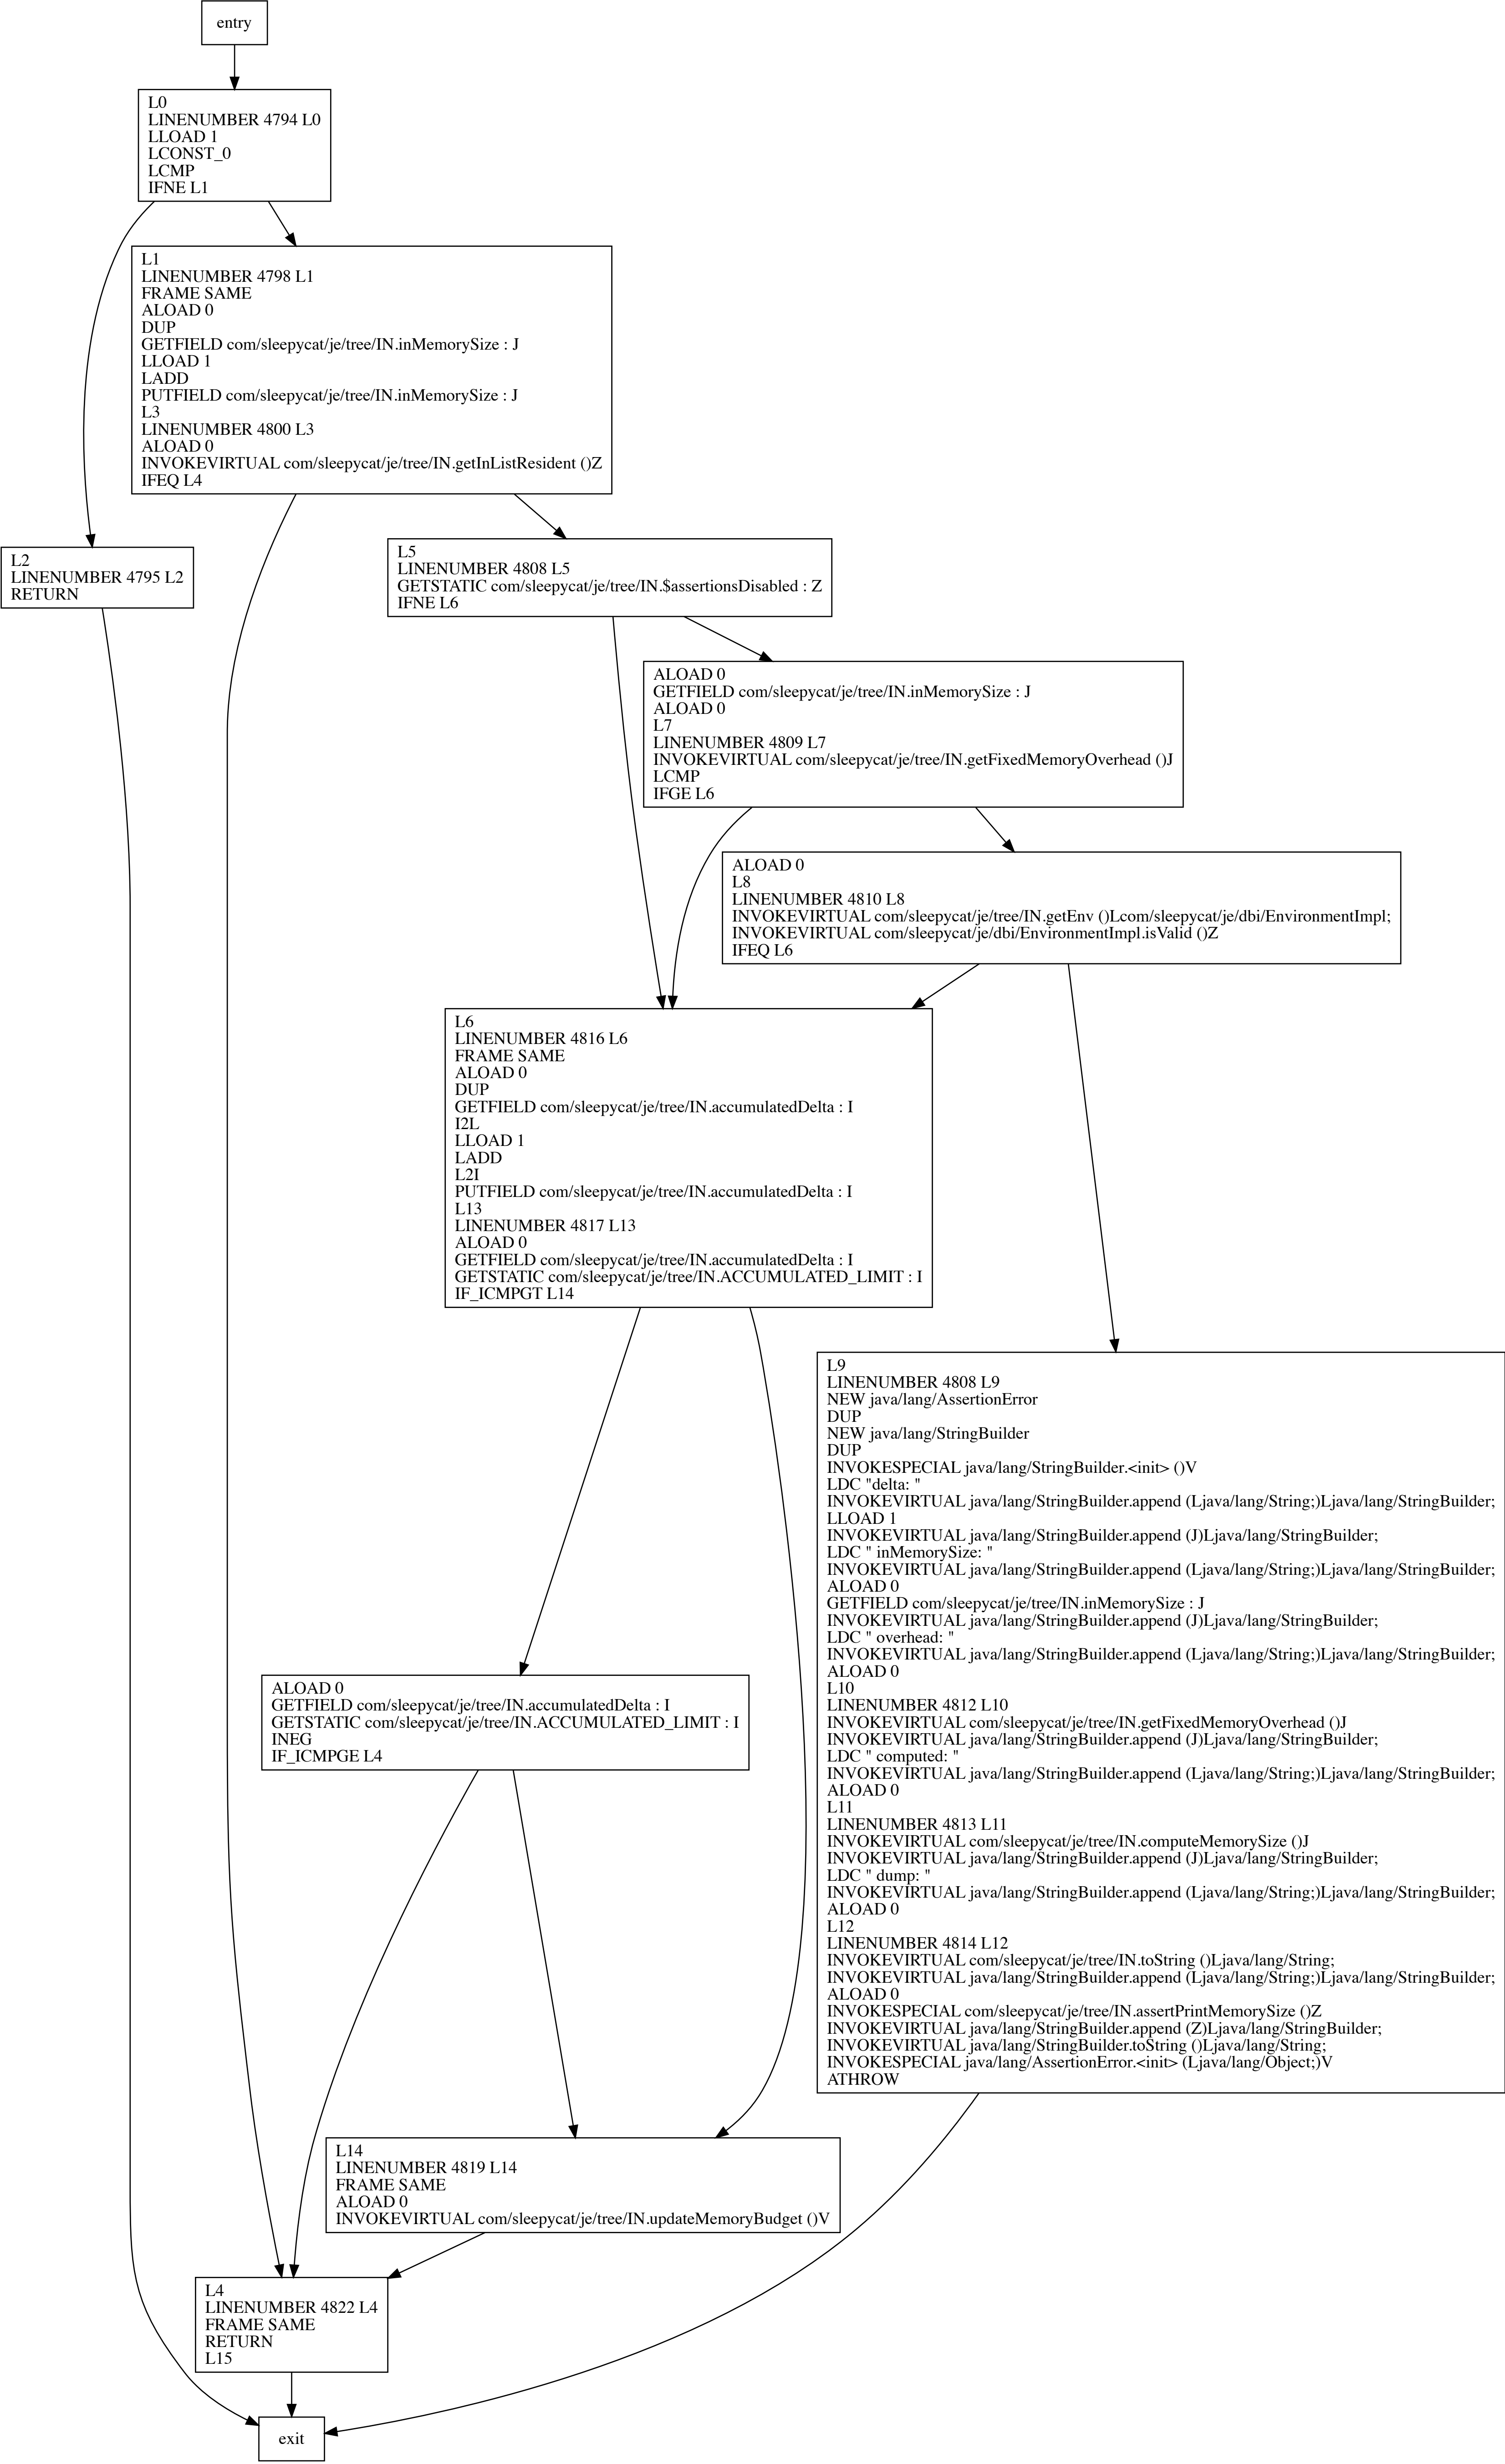 entry
L0
LINENUMBER 4794 L0
LLOAD 1
LCONST_0
LCMP
IFNE L1
L1
LINENUMBER 4798 L1
FRAME SAME
ALOAD 0
DUP
GETFIELD com/sleepycat/je/tree/IN.inMemorySize : J
LLOAD 1
LADD
PUTFIELD com/sleepycat/je/tree/IN.inMemorySize : J
L3
LINENUMBER 4800 L3
ALOAD 0
INVOKEVIRTUAL com/sleepycat/je/tree/IN.getInListResident ()Z
IFEQ L4
L2
LINENUMBER 4795 L2
RETURN
L5
LINENUMBER 4808 L5
GETSTATIC com/sleepycat/je/tree/IN.$assertionsDisabled : Z
IFNE L6
ALOAD 0
GETFIELD com/sleepycat/je/tree/IN.inMemorySize : J
ALOAD 0
L7
LINENUMBER 4809 L7
INVOKEVIRTUAL com/sleepycat/je/tree/IN.getFixedMemoryOverhead ()J
LCMP
IFGE L6
ALOAD 0
L8
LINENUMBER 4810 L8
INVOKEVIRTUAL com/sleepycat/je/tree/IN.getEnv ()Lcom/sleepycat/je/dbi/EnvironmentImpl;
INVOKEVIRTUAL com/sleepycat/je/dbi/EnvironmentImpl.isValid ()Z
IFEQ L6
L6
LINENUMBER 4816 L6
FRAME SAME
ALOAD 0
DUP
GETFIELD com/sleepycat/je/tree/IN.accumulatedDelta : I
I2L
LLOAD 1
LADD
L2I
PUTFIELD com/sleepycat/je/tree/IN.accumulatedDelta : I
L13
LINENUMBER 4817 L13
ALOAD 0
GETFIELD com/sleepycat/je/tree/IN.accumulatedDelta : I
GETSTATIC com/sleepycat/je/tree/IN.ACCUMULATED_LIMIT : I
IF_ICMPGT L14
L9
LINENUMBER 4808 L9
NEW java/lang/AssertionError
DUP
NEW java/lang/StringBuilder
DUP
INVOKESPECIAL java/lang/StringBuilder.<init> ()V
LDC "delta: "
INVOKEVIRTUAL java/lang/StringBuilder.append (Ljava/lang/String;)Ljava/lang/StringBuilder;
LLOAD 1
INVOKEVIRTUAL java/lang/StringBuilder.append (J)Ljava/lang/StringBuilder;
LDC " inMemorySize: "
INVOKEVIRTUAL java/lang/StringBuilder.append (Ljava/lang/String;)Ljava/lang/StringBuilder;
ALOAD 0
GETFIELD com/sleepycat/je/tree/IN.inMemorySize : J
INVOKEVIRTUAL java/lang/StringBuilder.append (J)Ljava/lang/StringBuilder;
LDC " overhead: "
INVOKEVIRTUAL java/lang/StringBuilder.append (Ljava/lang/String;)Ljava/lang/StringBuilder;
ALOAD 0
L10
LINENUMBER 4812 L10
INVOKEVIRTUAL com/sleepycat/je/tree/IN.getFixedMemoryOverhead ()J
INVOKEVIRTUAL java/lang/StringBuilder.append (J)Ljava/lang/StringBuilder;
LDC " computed: "
INVOKEVIRTUAL java/lang/StringBuilder.append (Ljava/lang/String;)Ljava/lang/StringBuilder;
ALOAD 0
L11
LINENUMBER 4813 L11
INVOKEVIRTUAL com/sleepycat/je/tree/IN.computeMemorySize ()J
INVOKEVIRTUAL java/lang/StringBuilder.append (J)Ljava/lang/StringBuilder;
LDC " dump: "
INVOKEVIRTUAL java/lang/StringBuilder.append (Ljava/lang/String;)Ljava/lang/StringBuilder;
ALOAD 0
L12
LINENUMBER 4814 L12
INVOKEVIRTUAL com/sleepycat/je/tree/IN.toString ()Ljava/lang/String;
INVOKEVIRTUAL java/lang/StringBuilder.append (Ljava/lang/String;)Ljava/lang/StringBuilder;
ALOAD 0
INVOKESPECIAL com/sleepycat/je/tree/IN.assertPrintMemorySize ()Z
INVOKEVIRTUAL java/lang/StringBuilder.append (Z)Ljava/lang/StringBuilder;
INVOKEVIRTUAL java/lang/StringBuilder.toString ()Ljava/lang/String;
INVOKESPECIAL java/lang/AssertionError.<init> (Ljava/lang/Object;)V
ATHROW
ALOAD 0
GETFIELD com/sleepycat/je/tree/IN.accumulatedDelta : I
GETSTATIC com/sleepycat/je/tree/IN.ACCUMULATED_LIMIT : I
INEG
IF_ICMPGE L4
L14
LINENUMBER 4819 L14
FRAME SAME
ALOAD 0
INVOKEVIRTUAL com/sleepycat/je/tree/IN.updateMemoryBudget ()V
L4
LINENUMBER 4822 L4
FRAME SAME
RETURN
L15
exit